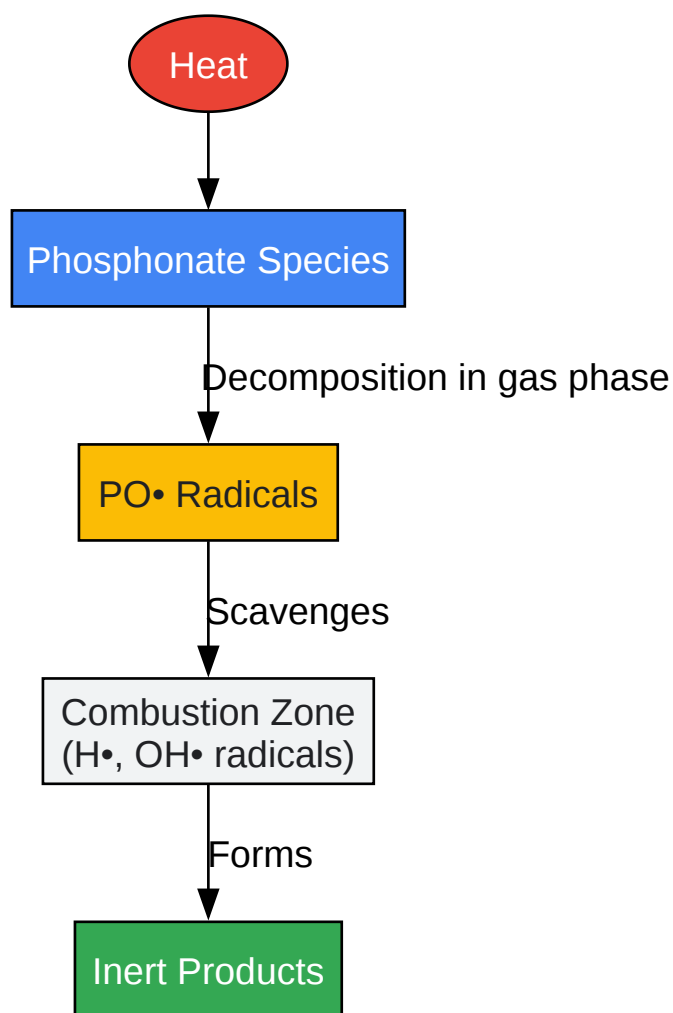 Heat
Phosphonate Species
Decomposition in gas phase
PO• Radicals
Scavenges
Combustion Zone
(H•, OH• radicals)
Forms
Inert Products